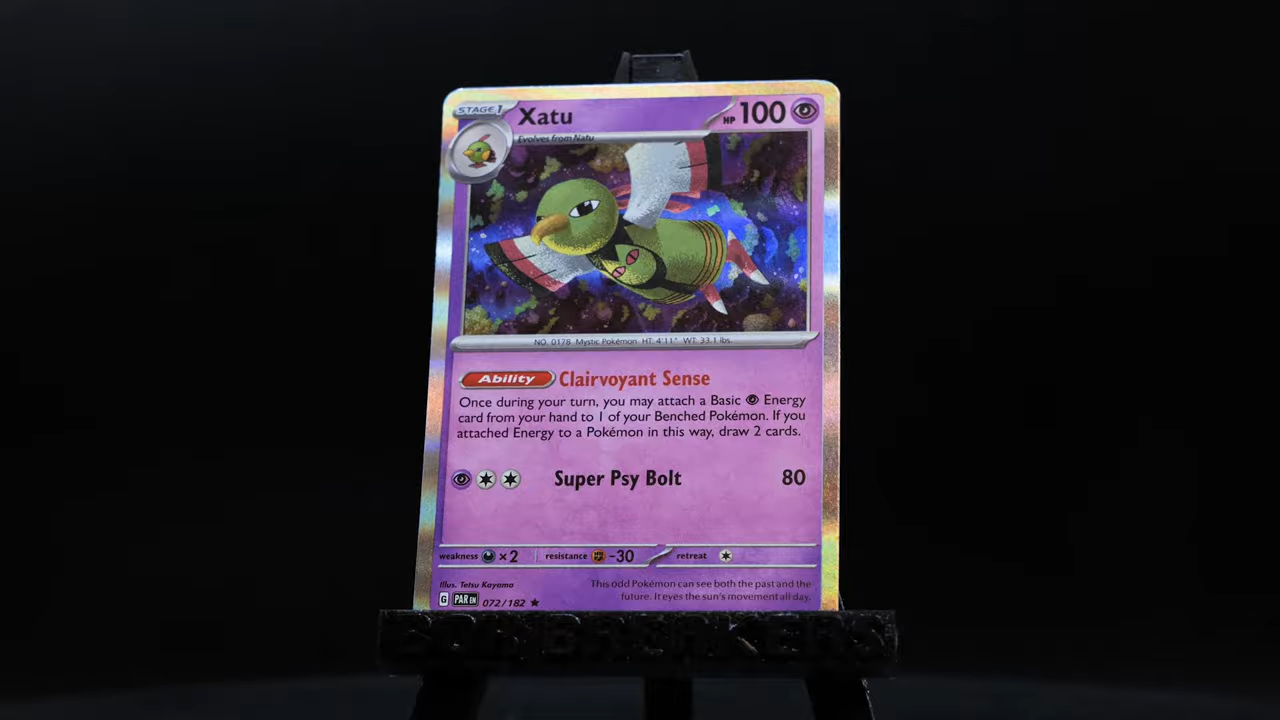 STAGE 1 Xatu HP 100
Evolves from Natu
NO. 0178 Mystic Pokémon HT: 4'11" WT: 33.1 lbs.
Ability Clairvoyant Sense
Once during your turn, you may attach a Basic Energy
card from your hand to 1 of your Benched Pokémon. If you
attached Energy to a Pokémon in this way, draw 2 cards.
Super Psy Bolt 80
weakness ×2 resistance -30 retreat
Illus. Tetsu Kayama
This odd Pokémon can see both the past and the
future. It eyes the sun's movement all day.
G PAR EN 072/182